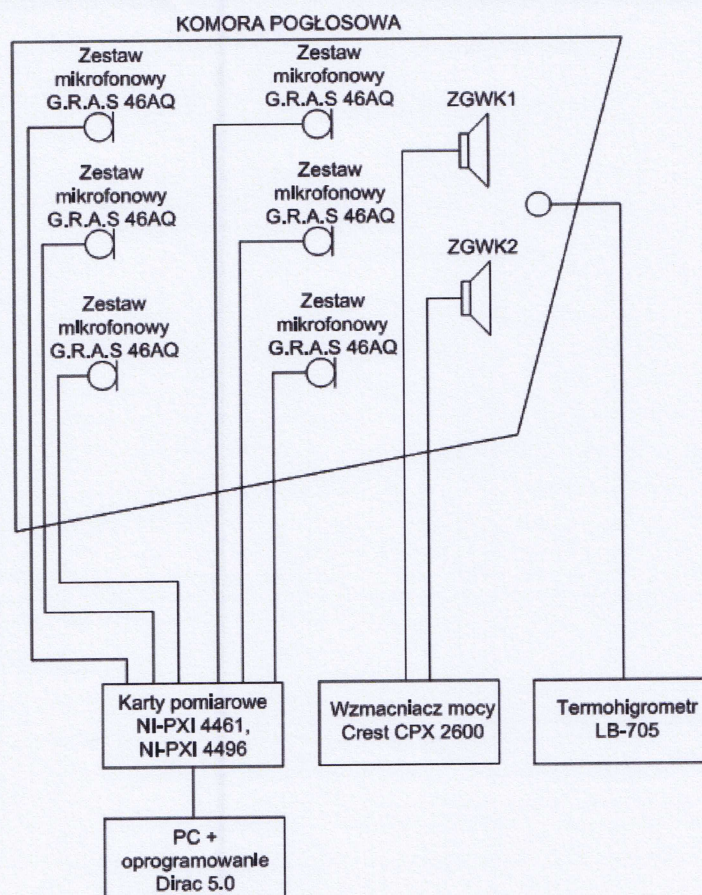 KOMORA POGŁOSOWA
Zestaw
mikrofonowy
G.R.A.S 46AQ
Zestaw
mikrofonowy
G.R.A.S 46AQ
ZGWK1
Zestaw
mikrofonowy
G.R.A.S 46AQ
Zestaw
mikrofonowy
G.R.A.S 46AQ
ZGWK2
Zestaw
mikrofonowy
G.R.A.S 46AQ
Zestaw
mikrofonowy
G.R.A.S 46AQ
Karty pomiarowe
NI-PXI 4461,
NI-PXI 4496
Wzmacniacz mocy
Crest CPX 2600
Termohigrometr
LB-705
PC +
oprogramowanie
Dirac 5.0